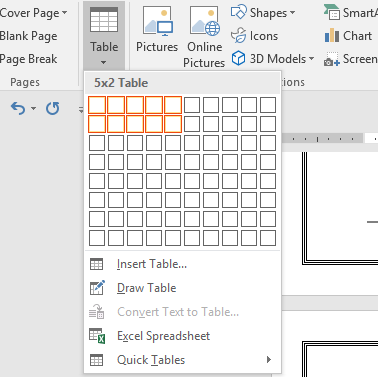 Cover Page
Blank Page
Page Break
Pages
Table
Pictures
Online
Pictures
Shapes
Icons
3D Models
SmartA
Chart
Screen
tions
5x2 Table
Insert Table...
Draw Table
Convert Text to Table...
Excel Spreadsheet
Quick Tables